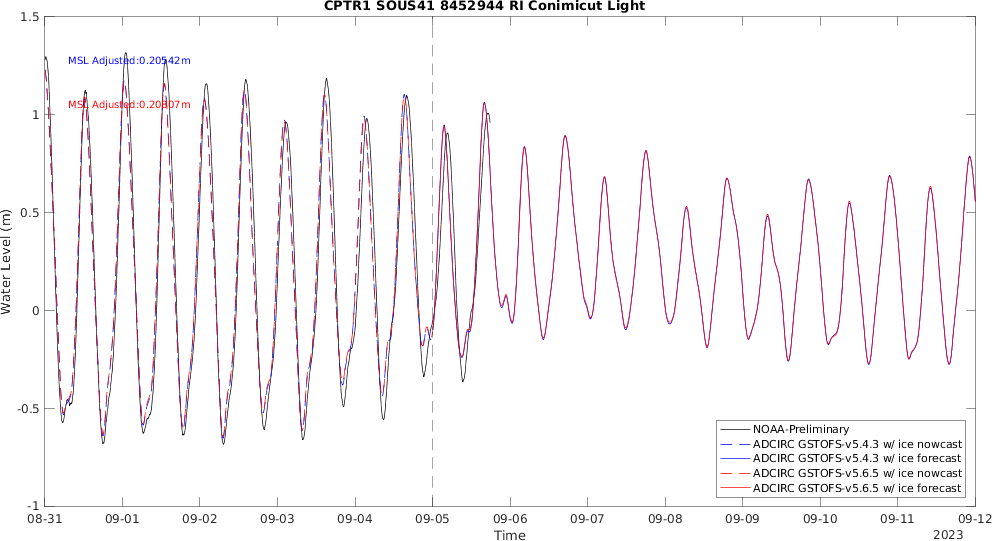 CPTR1 SOUS41 8452944 RI Conimicut Light
1.5
MSL Adjusted:0.20542m
MSL Adjusted:0.20807m
1
0.5
0
-0.5
-1
Water Level (m)
NOAA-Preliminary
ADCIRC GSTOFS-v5.4.3 w/ ice nowcast
ADCIRC GSTOFS-v5.4.3 w/ ice forecast
ADCIRC GSTOFS-v5.6.5 w/ ice nowcast
ADCIRC GSTOFS-v5.6.5 w/ ice forecast
08-31 09-01 09-02 09-03 09-04 09-05 09-06 09-07 09-08 09-09 09-10 09-11 09-12
Time
2023